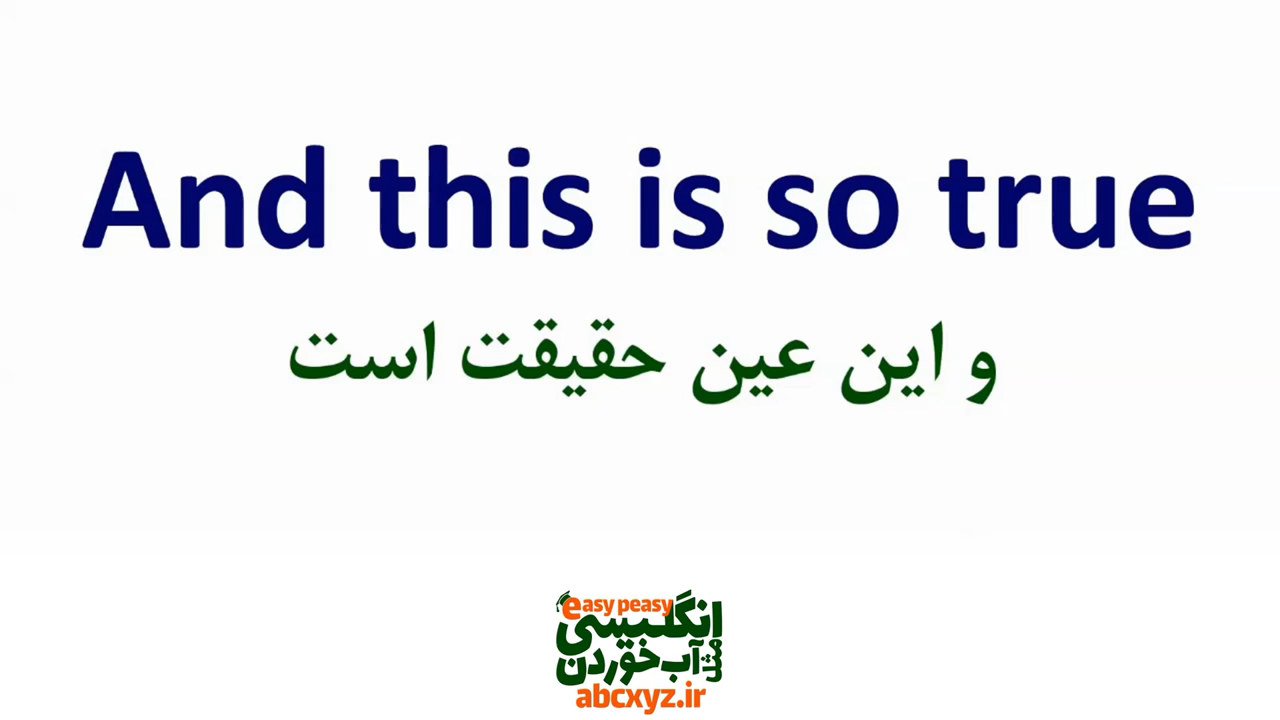 And this is so true
و این عین حقیقت است
easy peasy
انگلیسی
مثل آب خوردن
abcxyz.ir